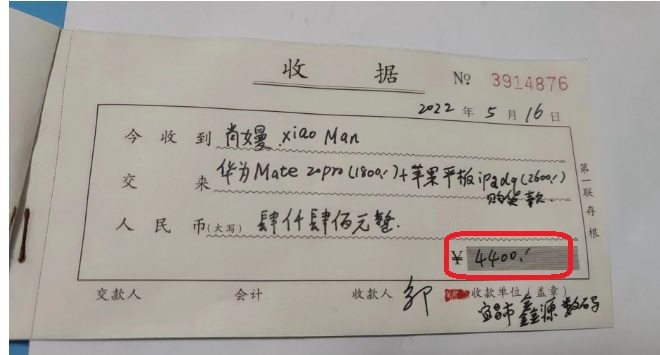 收据
№ 3914876
2022 年 5 月 16 日
今收到 肖嫚 xiao Man
交来 华为Mate 20pro(1800.-)+苹果平板ipad9(2600.-)
购货款.
人民币(大写) 肆仟肆佰元整.
¥ 4400.-
交款人 会计 收款人 收款单位(盖章)
宜昌市鑫源数码号
第一联存根